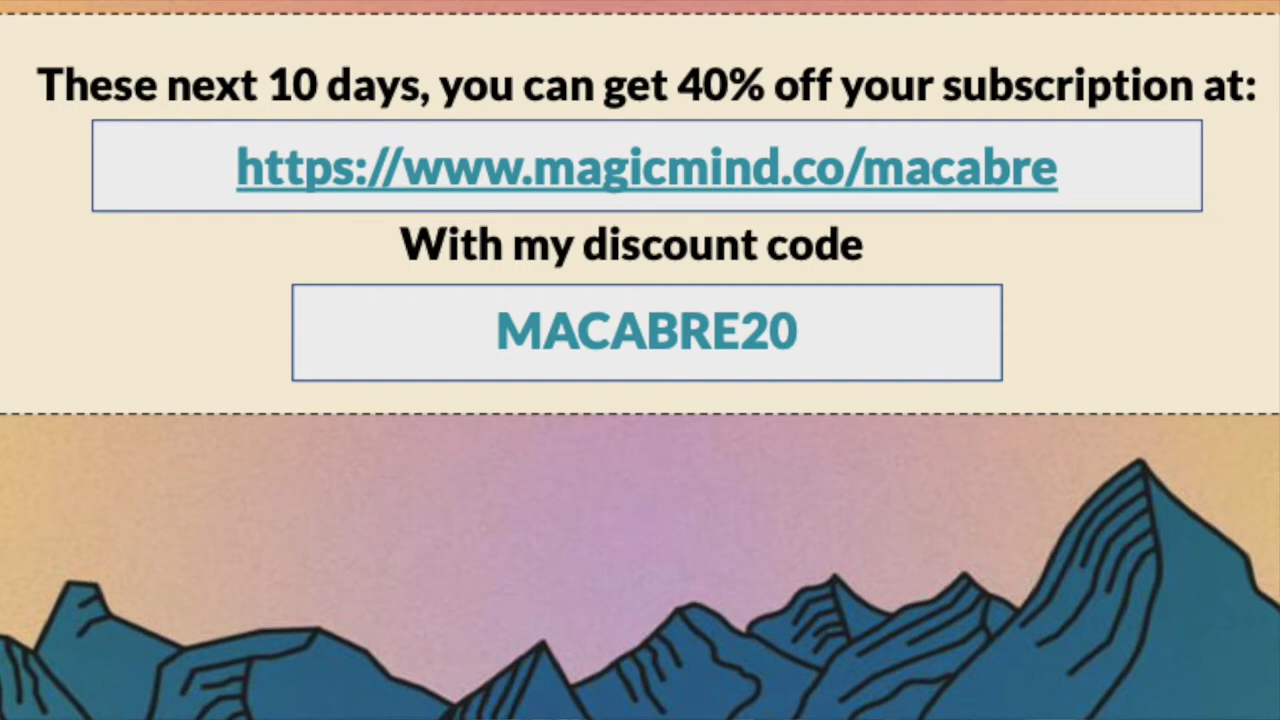 These next 10 days, you can get 40% off your subscription at:
https://www.magicmind.co/macabre
With my discount code
MACABRE20